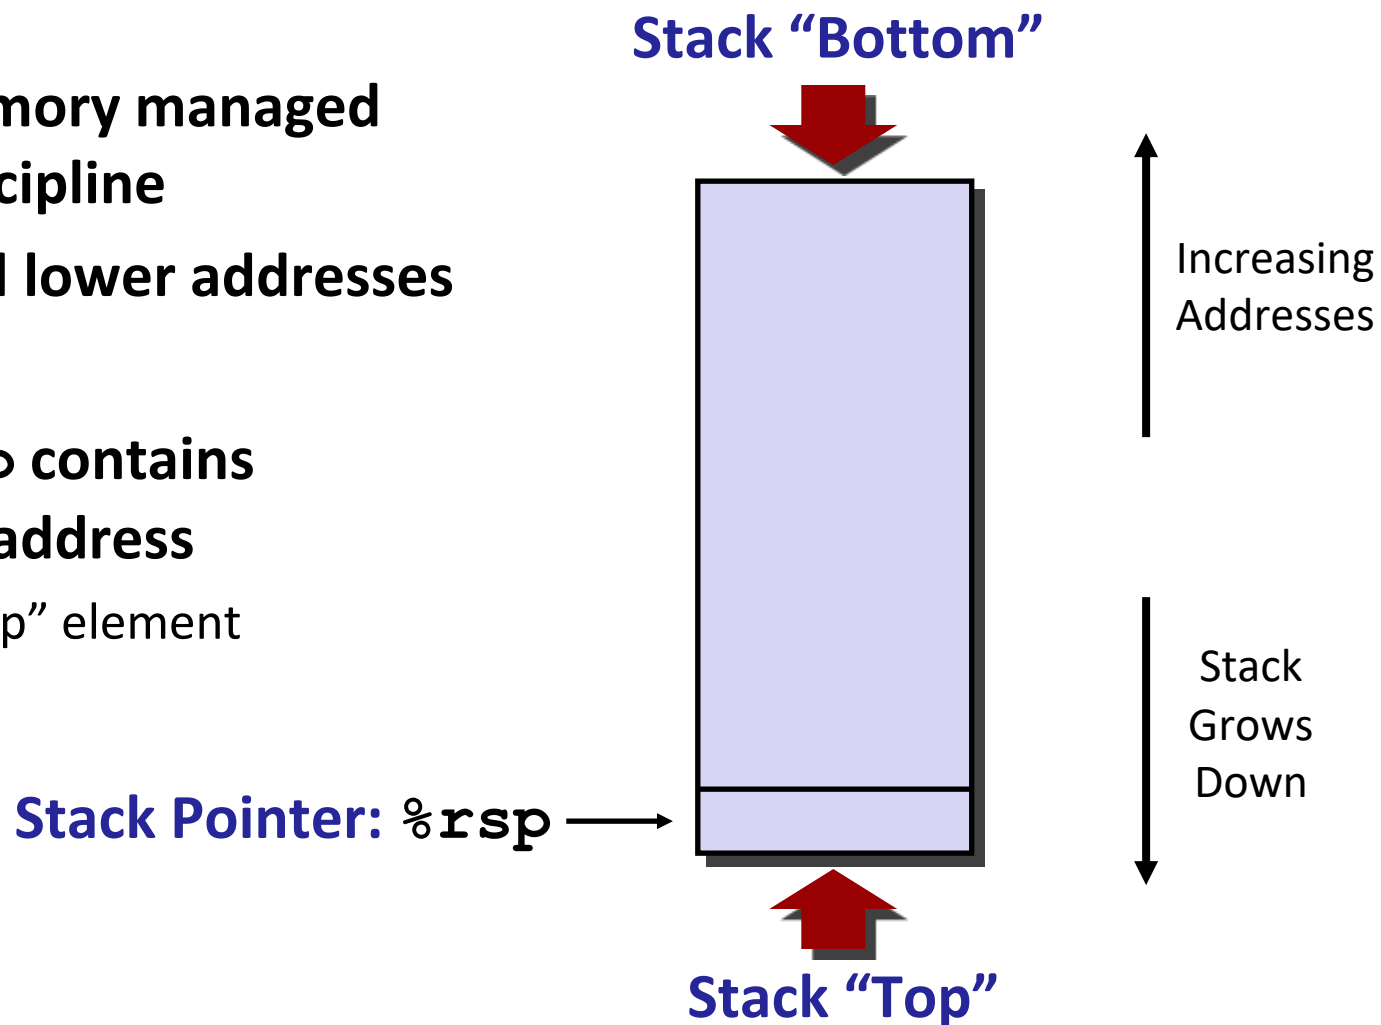 Stack “Bottom”
mory managed
cipline
l lower addresses
Increasing
Addresses
contains
address
p” element
Stack
Grows
Down
Stack Pointer: %rsp
Stack “Top”